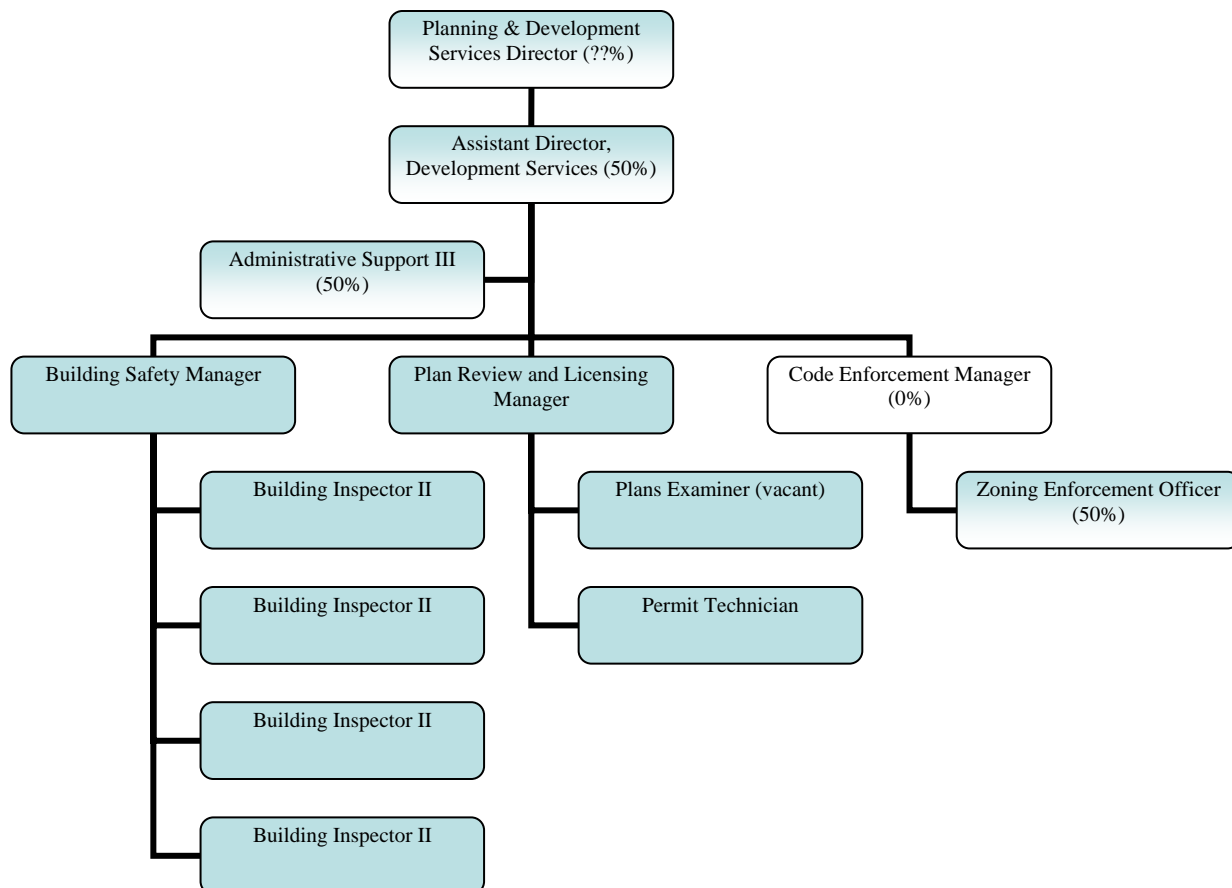 Planning & Development
Services Director (??%)
Assistant Director,
Development Services (50%)
Administrative Support III
(50%)
Building Safety Manager
Plan Review and Licensing
Manager
Code Enforcement Manager
(0%)
Building Inspector II
Plans Examiner (vacant)
Zoning Enforcement Officer
(50%)
Building Inspector II
Permit Technician
Building Inspector II
Building Inspector II